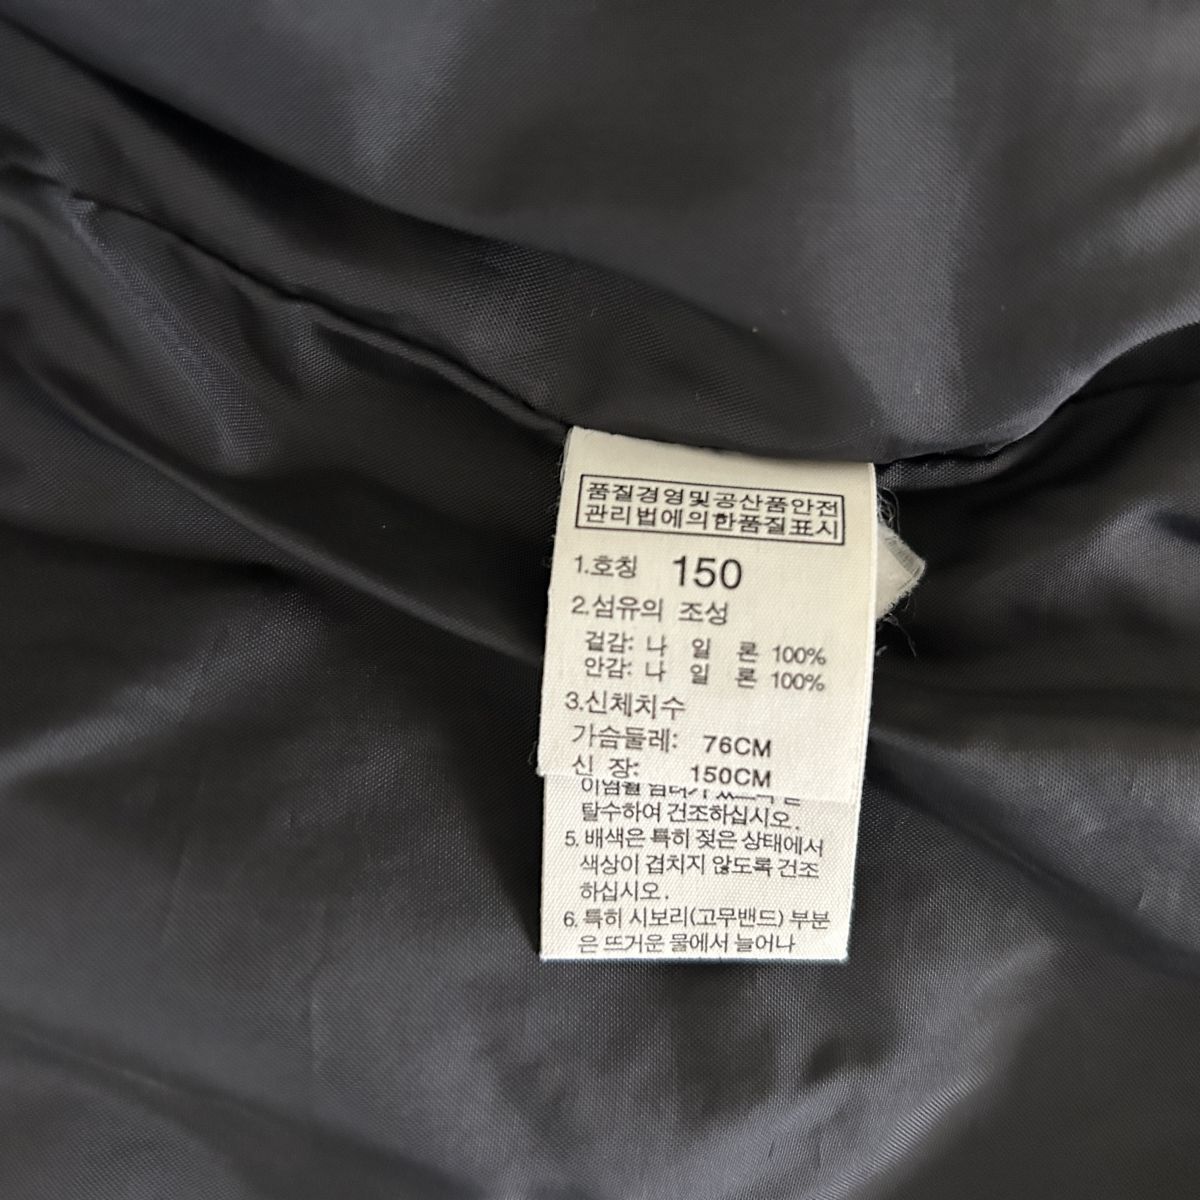 품질경영및공산품안전
관리법에의한품질표시
1.호칭 150
2.섬유의 조성
겉감: 나 일 론 100%
안감: 나 일 론 100%
3.신체치수
가슴둘레: 76CM
신 장: 150CM
탈수하여 건조하십시오.
5. 배색은 특히 젖은 상태에서
색상이 겹치지 않도록 건조
하십시오.
6. 특히 시보리(고무밴드) 부분
은 뜨거운 물에서 늘어나